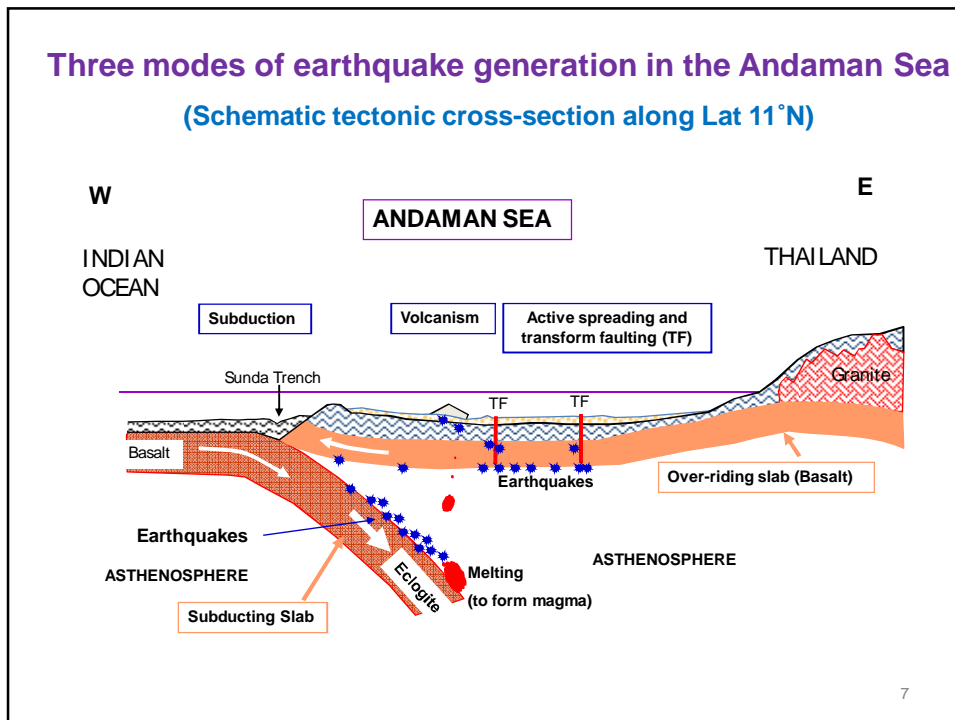 Three modes of earthquake generation in the Andaman Sea
(Schematic tectonic cross-section along Lat 11˚N)
W
E
ANDAMAN SEA
INDIAN
OCEAN
THAILAND
Subduction
Volcanism
Active spreading and
transform faulting (TF)
Sunda Trench
Granite
TF
TF
Basalt
Over-riding slab (Basalt)
Earthquakes
Earthquakes
ASTHENOSPHERE
ASTHENOSPHERE
Eclogite
Melting
(to form magma)
Subducting Slab
7